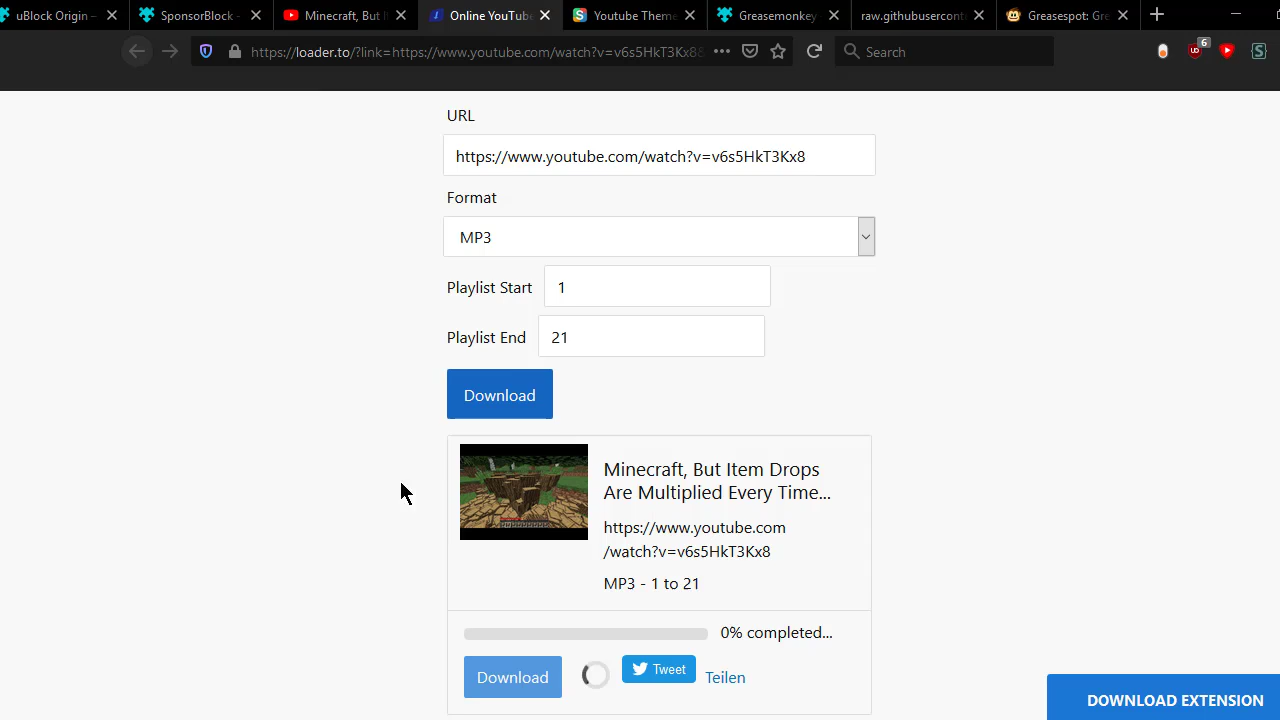 uBlock Origin –
SponsorBlock -
Minecraft, But I
Online YouTub
Youtube Theme
Greasemonkey
raw.githubusercont
Greasespot: Gre
https://loader.to/?link=https://www.youtube.com/watch?v=v6s5HkT3Kx8
Search
6
URL
https://www.youtube.com/watch?v=v6s5HkT3Kx8
Format
MP3
Playlist Start
1
Playlist End
21
Download
Minecraft, But Item Drops
Are Multiplied Every Time...
https://www.youtube.com
/watch?v=v6s5HkT3Kx8
MP3 - 1 to 21
0% completed...
Download
Tweet
Teilen
DOWNLOAD EXTENSION